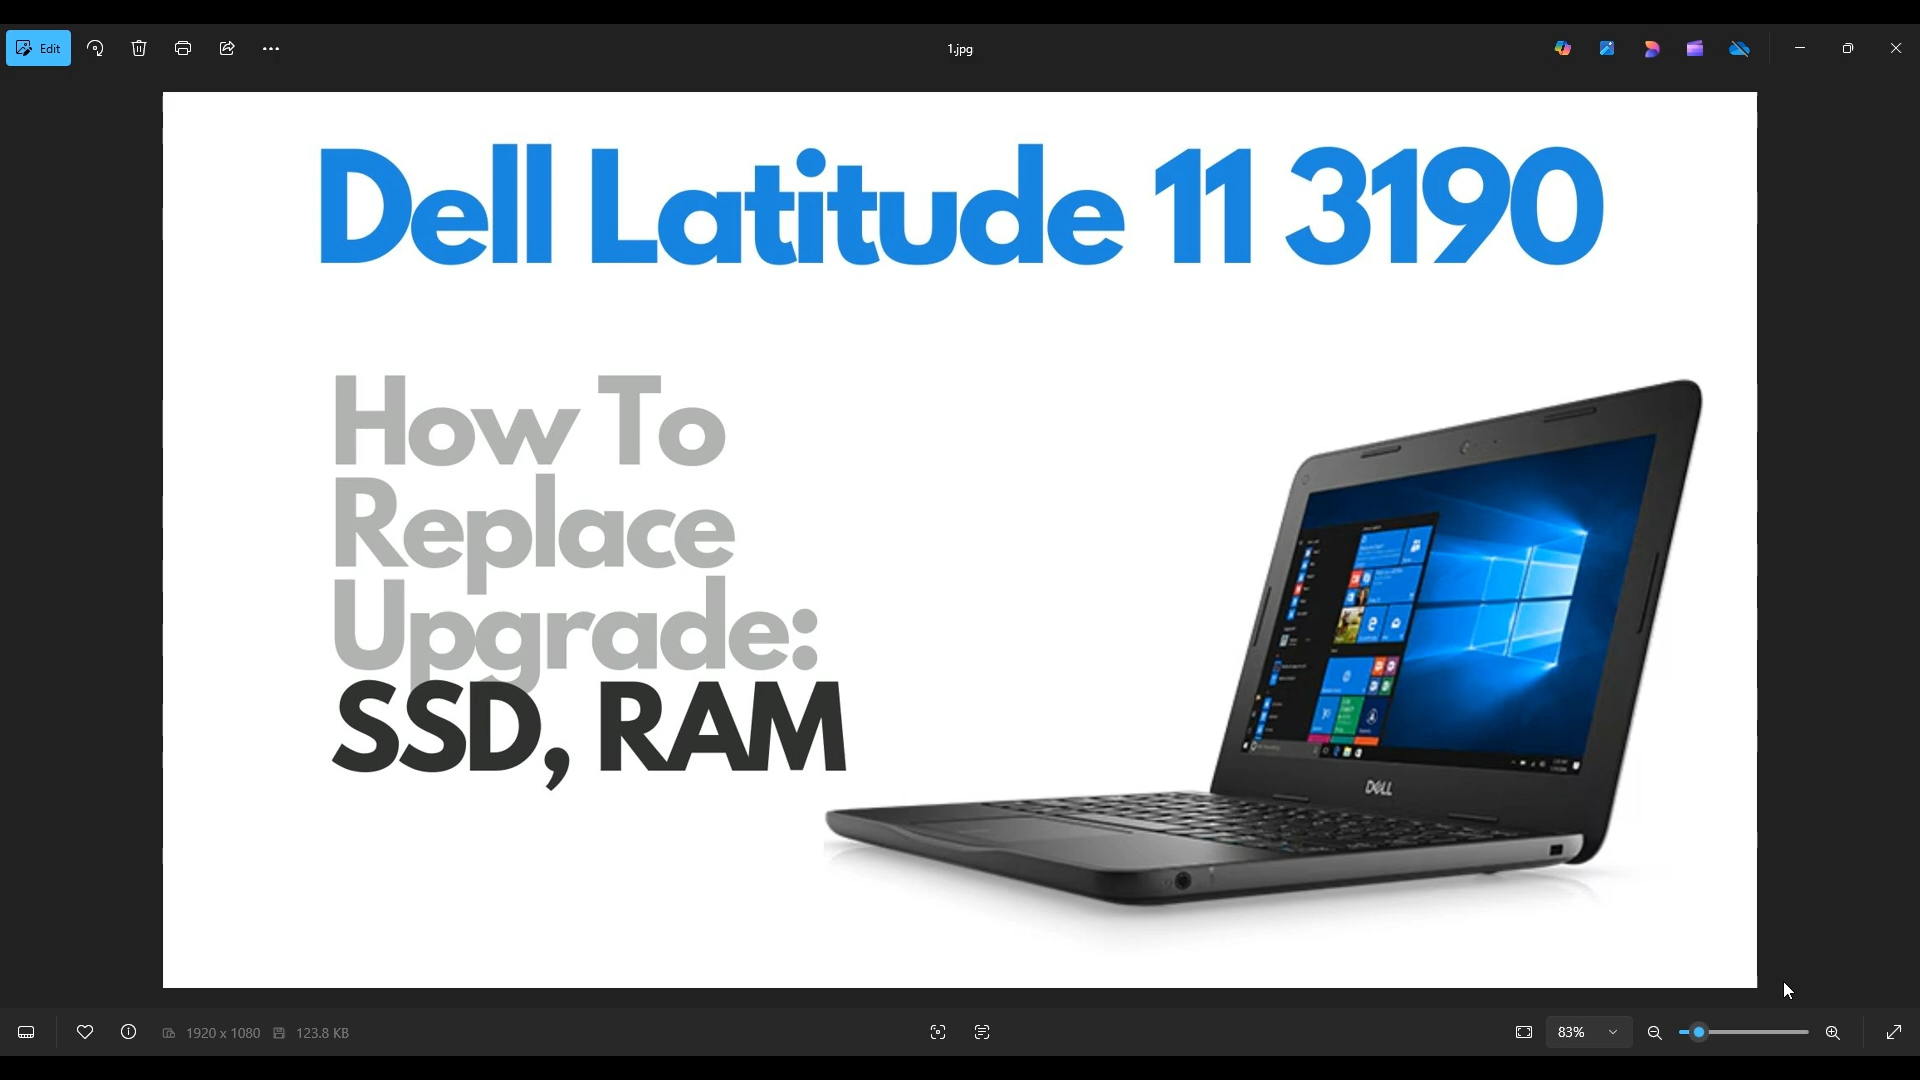 Edit
1.jpg
Dell Latitude 11 3190
How To
Replace
Upgrade:
SSD, RAM
DELL
1920 x 1080
123.8 KB
83%